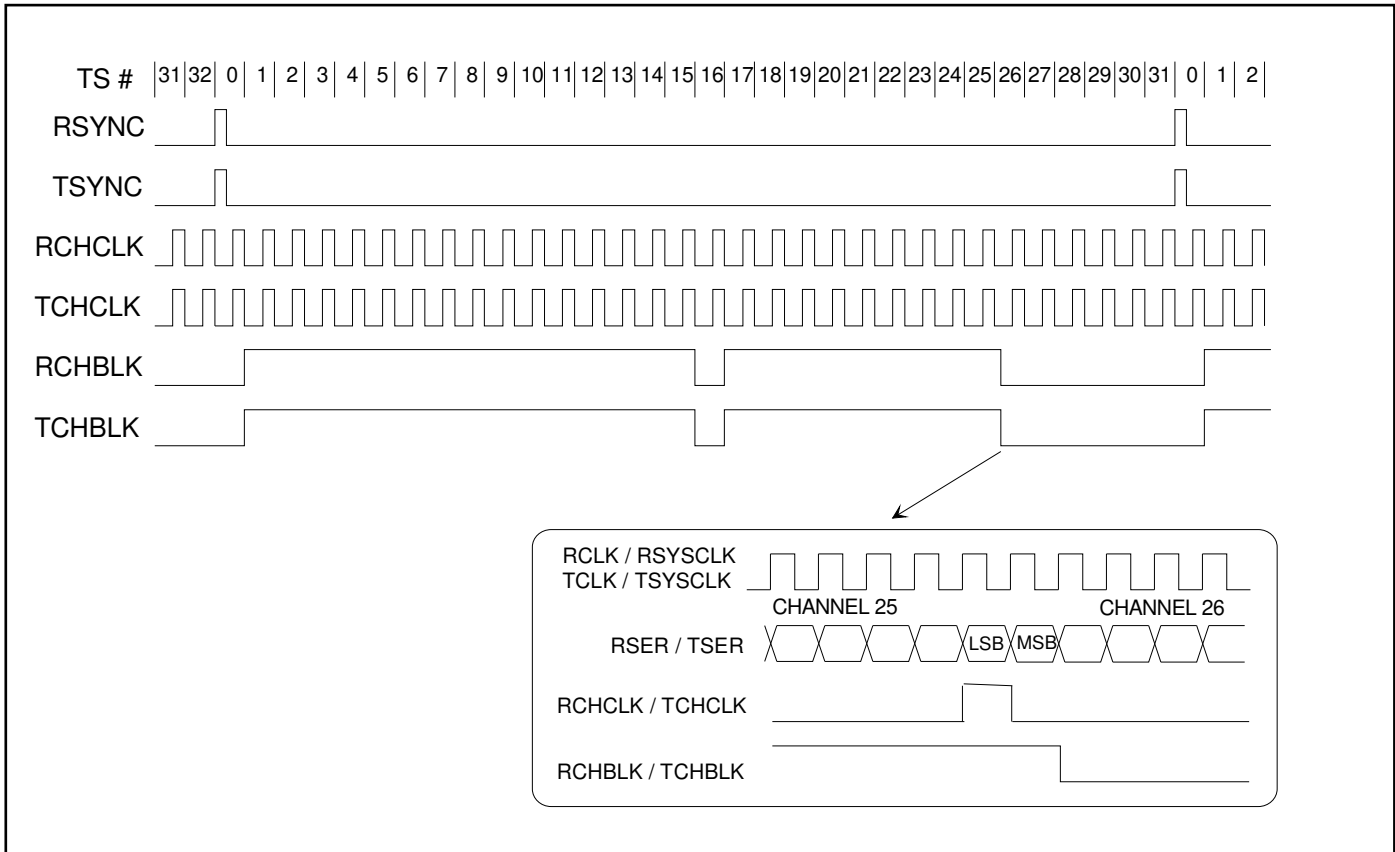 TS # 31 32 0 1 2 3 4 5 6 7 8 9 10 11 12 13 14 15 16 17 18 19 20 21 22 23 24 25 26 27 28 29 30 31 0 1 2
RSYNC
TSYNC
RCHCLK
TCHCLK
RCHBLK
TCHBLK
RCLK / RSYSCLK
TCLK / TSYSCLK
CHANNEL 25 CHANNEL 26
RSER / TSER LSB MSB
RCHCLK / TCHCLK
RCHBLK / TCHBLK